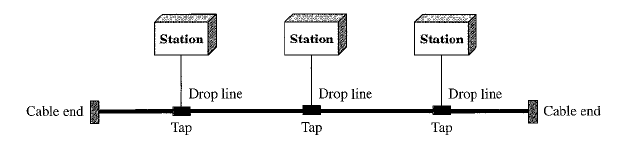 Station Station Station
Drop line Drop line Drop line
Cable end Cable end
Tap Tap Tap